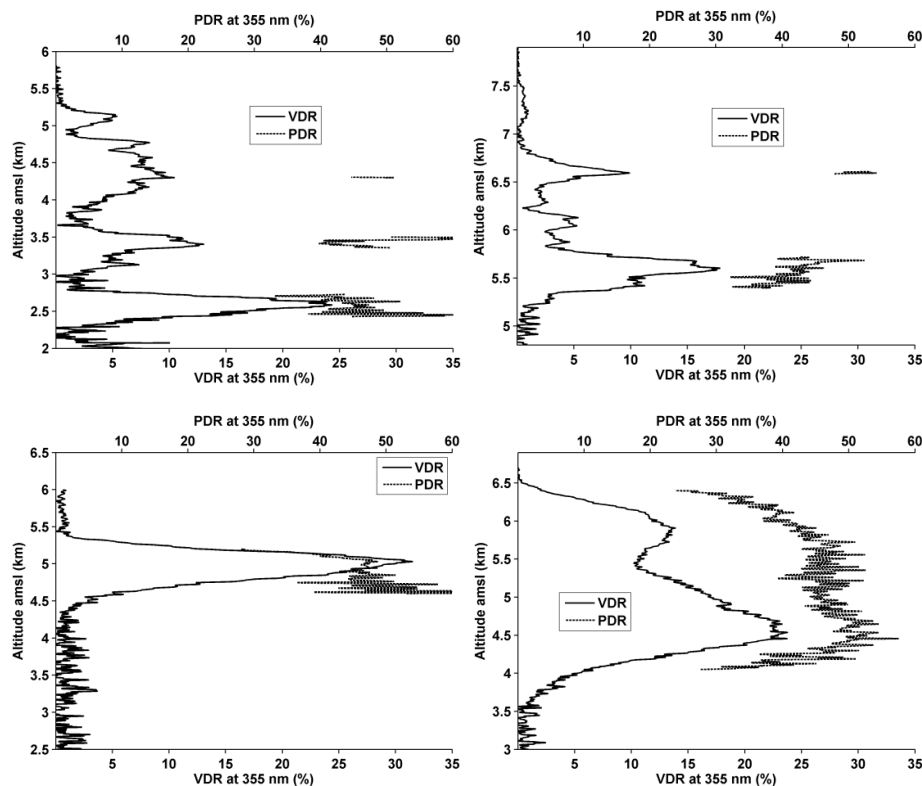 PDR at 355 nm (%)
10 20 30 40 50 60
6
5.5
5
4.5
4
3.5
3
2.5
2
Altitude amsl (km)
VDR
PDR
5 10 15 20 25 30 35
VDR at 355 nm (%)
PDR at 355 nm (%)
10 20 30 40 50 60
7.5
7
6.5
6
5.5
5
Altitude amsl (km)
VDR
PDR
5 10 15 20 25 30 35
VDR at 355 nm (%)
PDR at 355 nm (%)
10 20 30 40 50 60
6.5
6
5.5
5
4.5
4
3.5
3
2.5
Altitude amsl (km)
VDR
PDR
5 10 15 20 25 30 35
VDR at 355 nm (%)
PDR at 355 nm (%)
10 20 30 40 50 60
6.5
6
5.5
5
4.5
4
3.5
3
Altitude amsl (km)
VDR
PDR
5 10 15 20 25 30 35
VDR at 355 nm (%)